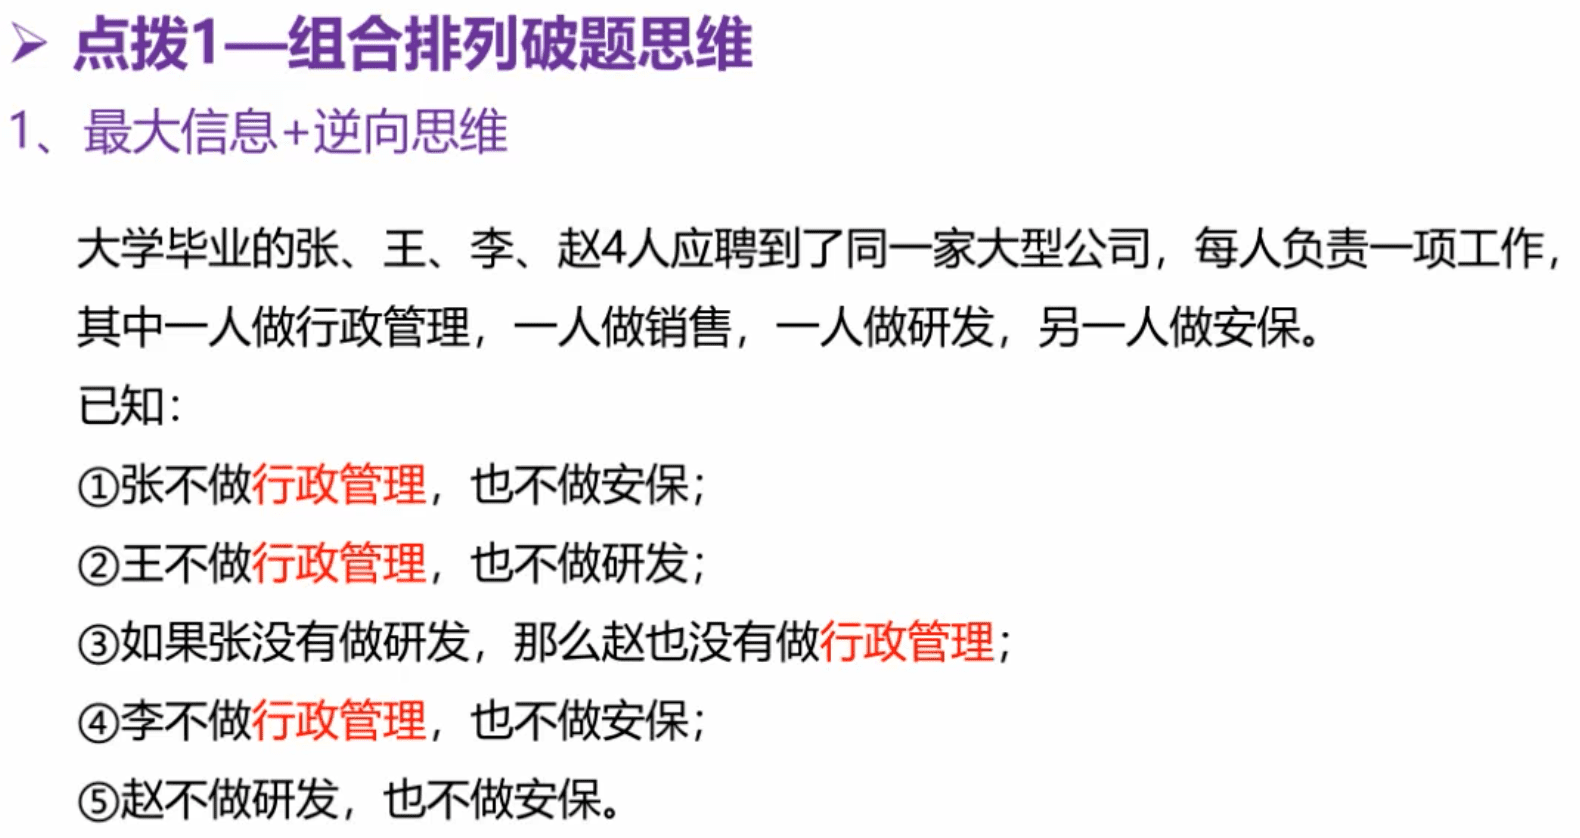 ➢ 点拨1—组合排列破题思维
1、最大信息+逆向思维
大学毕业的张、王、李、赵4人应聘到了同一家大型公司，每人负责一项工作，
其中一人做行政管理，一人做销售，一人做研发，另一人做安保。
已知：
①张不做行政管理，也不做安保；
②王不做行政管理，也不做研发；
③如果张没有做研发，那么赵也没有做行政管理；
④李不做行政管理，也不做安保；
⑤赵不做研发，也不做安保。